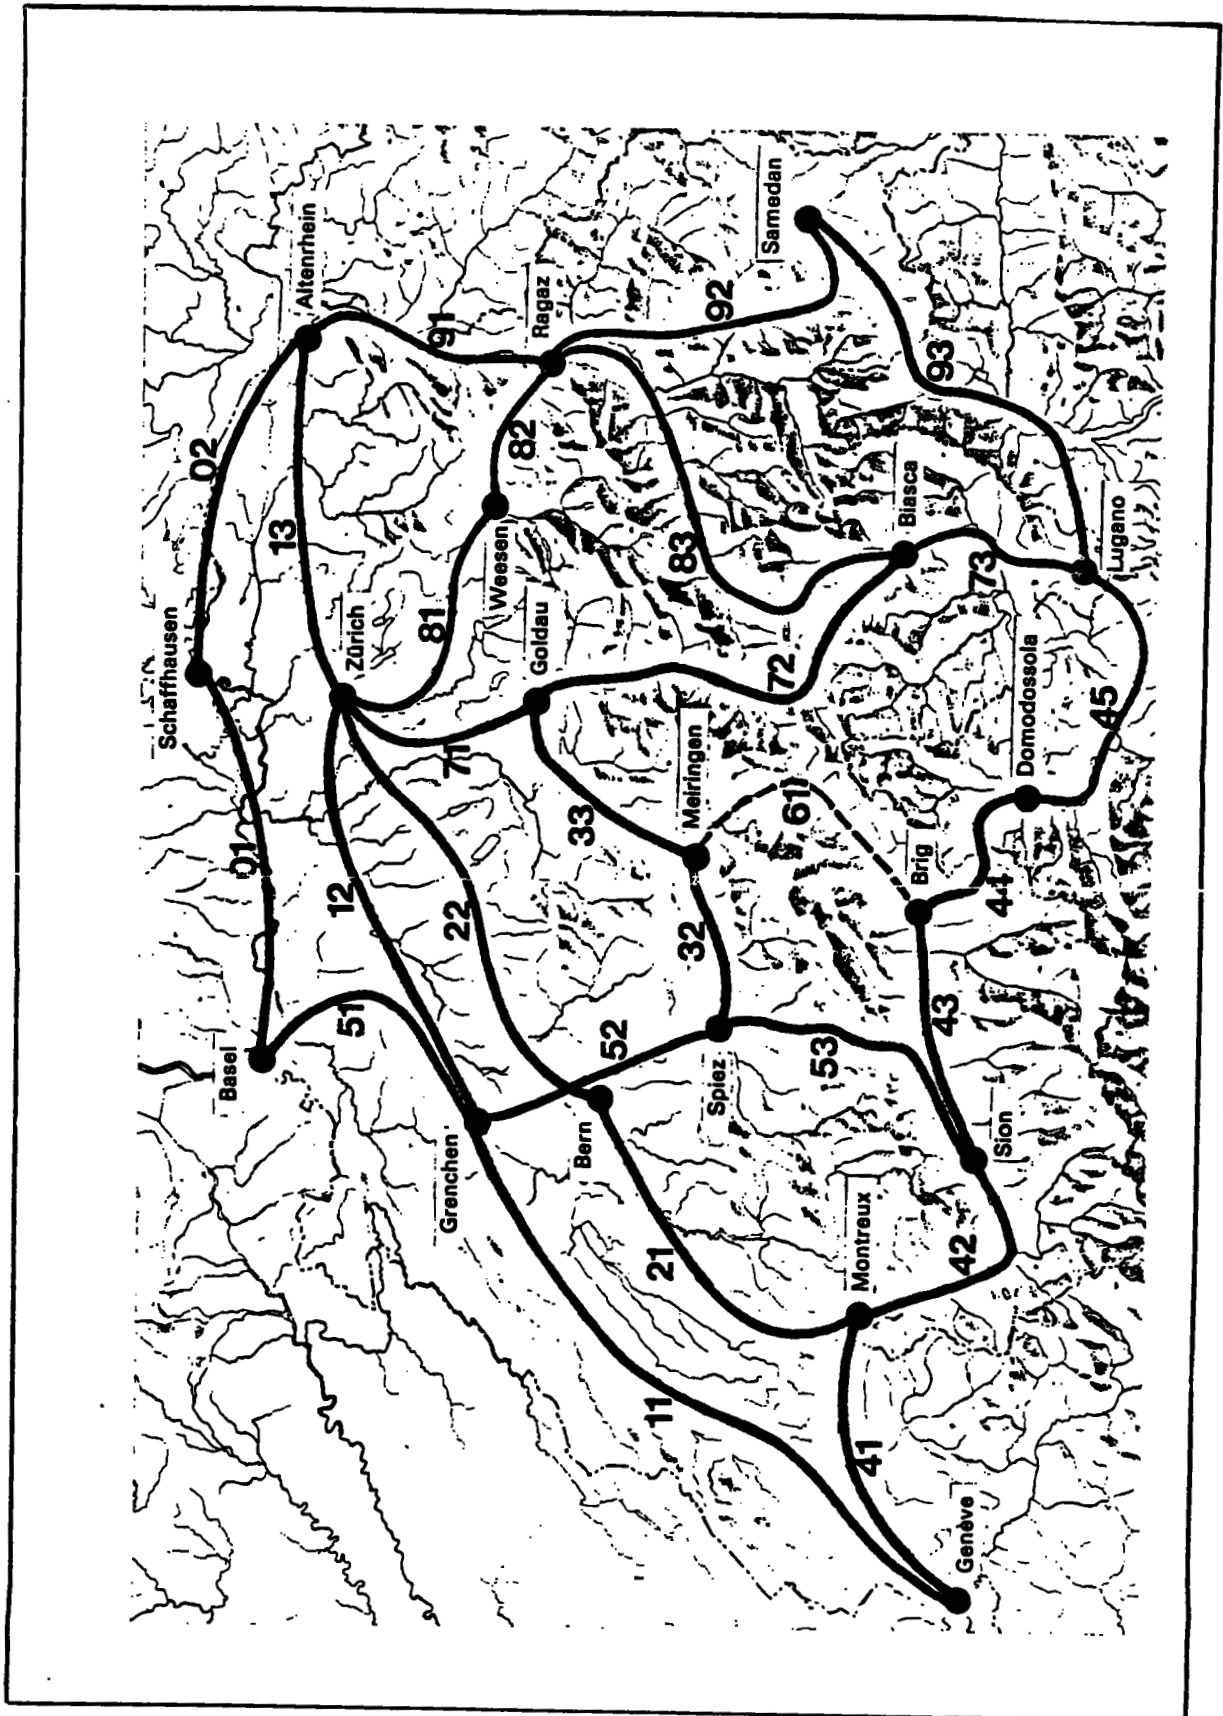 Schaffhausen
02
Basel
01
13
Altenrhein
12
51
Zürich
81
91
Grenchen
22
71
Weesen
82
Goldau
Ragaz
33
Bern
52
11
21
83
32
Meiringen
Spiez
92
Samedan
72
61
53
Montreux
41
Biasca
Brig
93
43
42
Genève
73
44
Sion
Domodossola
45
Lugano